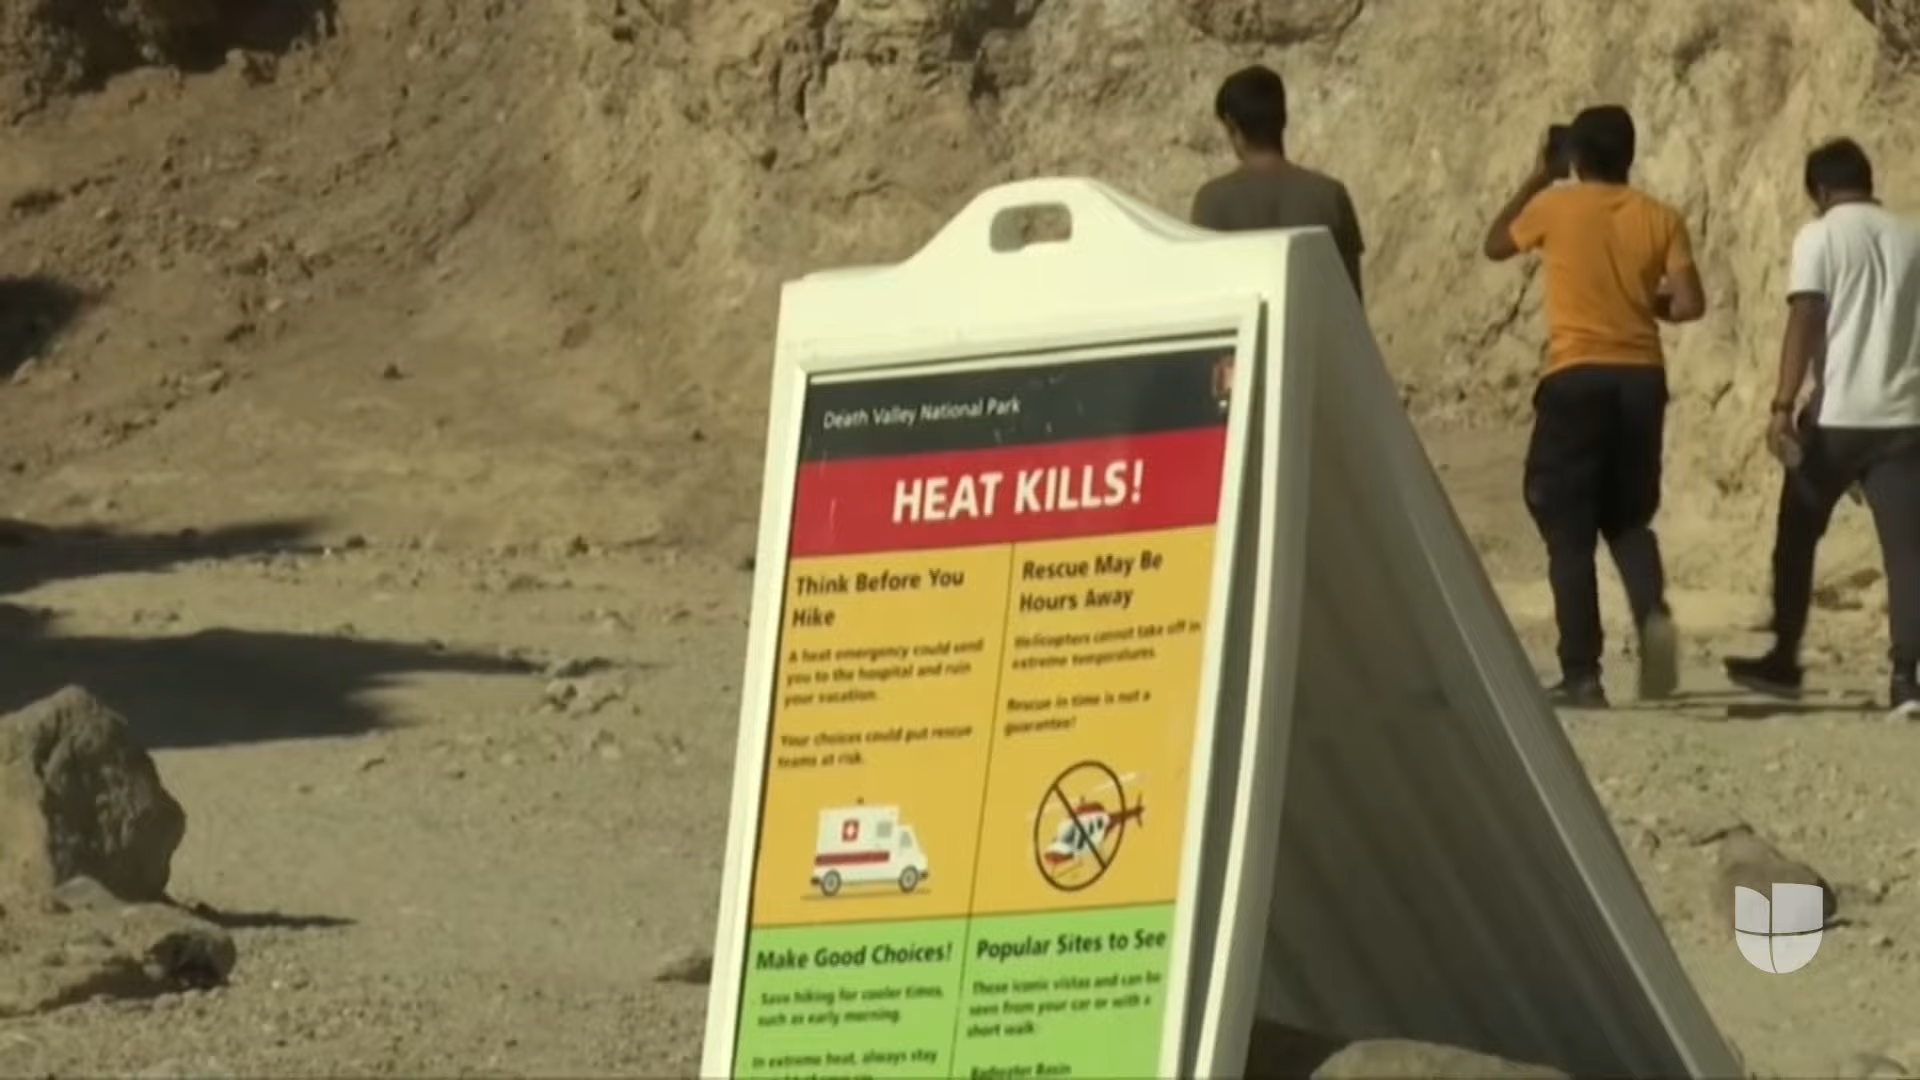 Death Valley National Park
HEAT KILLS!
Think Before You
Hike
A heat emergency could send
you to the hospital and ruin
your vacation.
Your choices could put rescue
teams at risk.
Rescue May Be
Hours Away
Helicopters cannot take off in
extreme temperatures.
Rescue in time is not a
guarantee!
Make Good Choices!
Save hiking for cooler times,
such as early morning.
In extreme heat, always stay
Popular Sites to See
These iconic vistas and can be
seen from your car or with a
short walk:
Badwater Basin